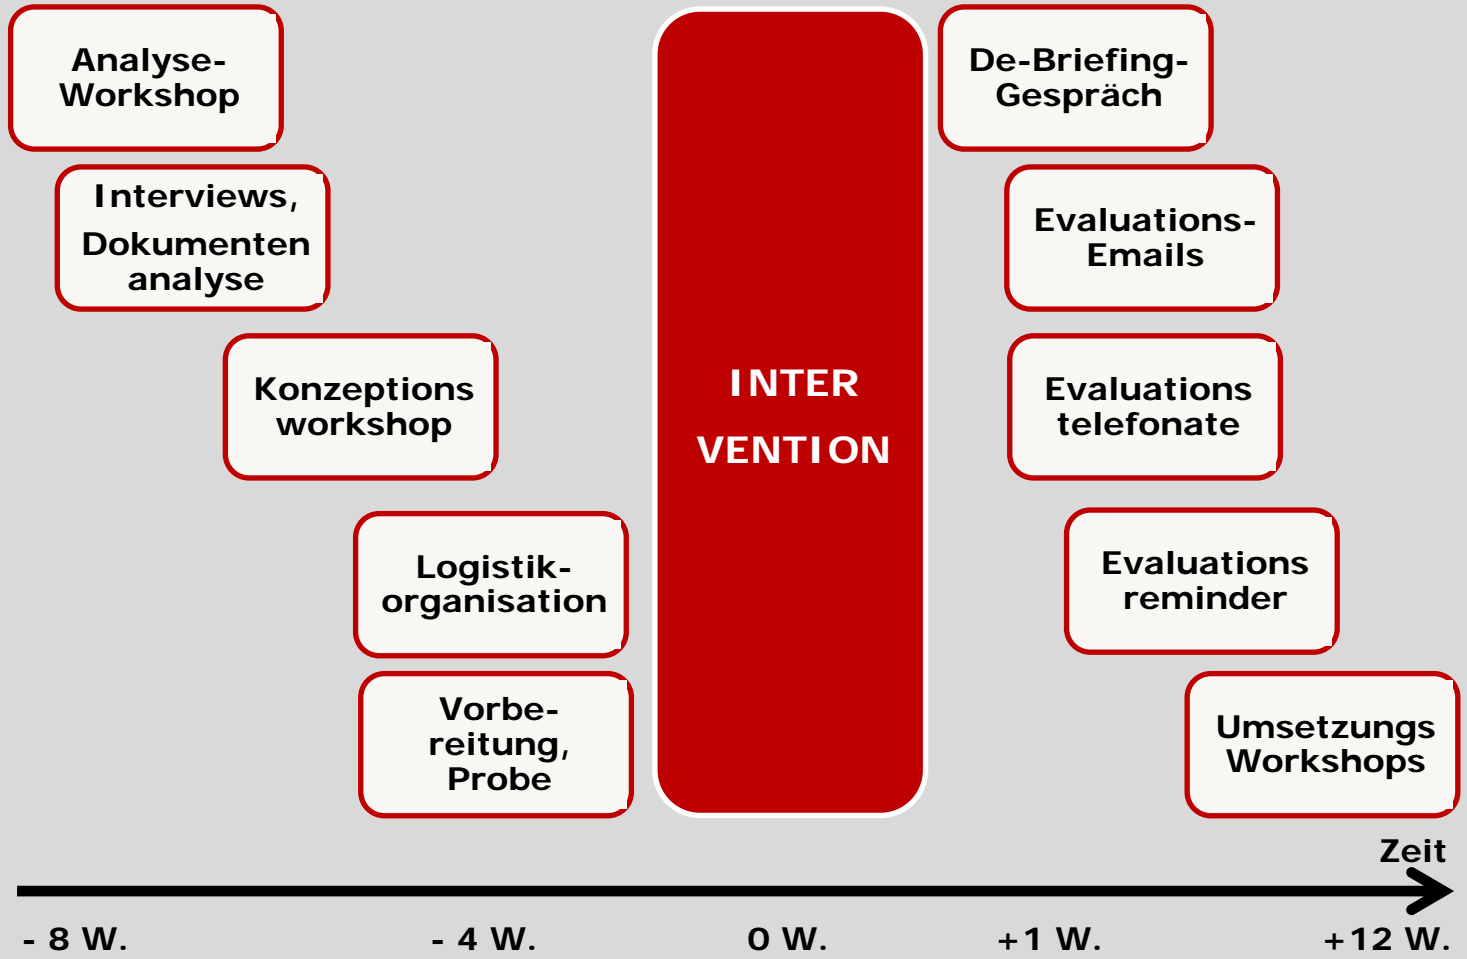 Analyse-
Workshop
Interviews,
Dokumenten
analyse
Konzeptions
workshop
Logistik-
organisation
Vorbe-
reitung,
Probe
INTER
VENTION
De-Briefing-
Gespräch
Evaluations-
Emails
Evaluations
telefonate
Evaluations
reminder
Umsetzungs
Workshops
Zeit
- 8 W.
- 4 W.
0 W.
+1 W.
+12 W.